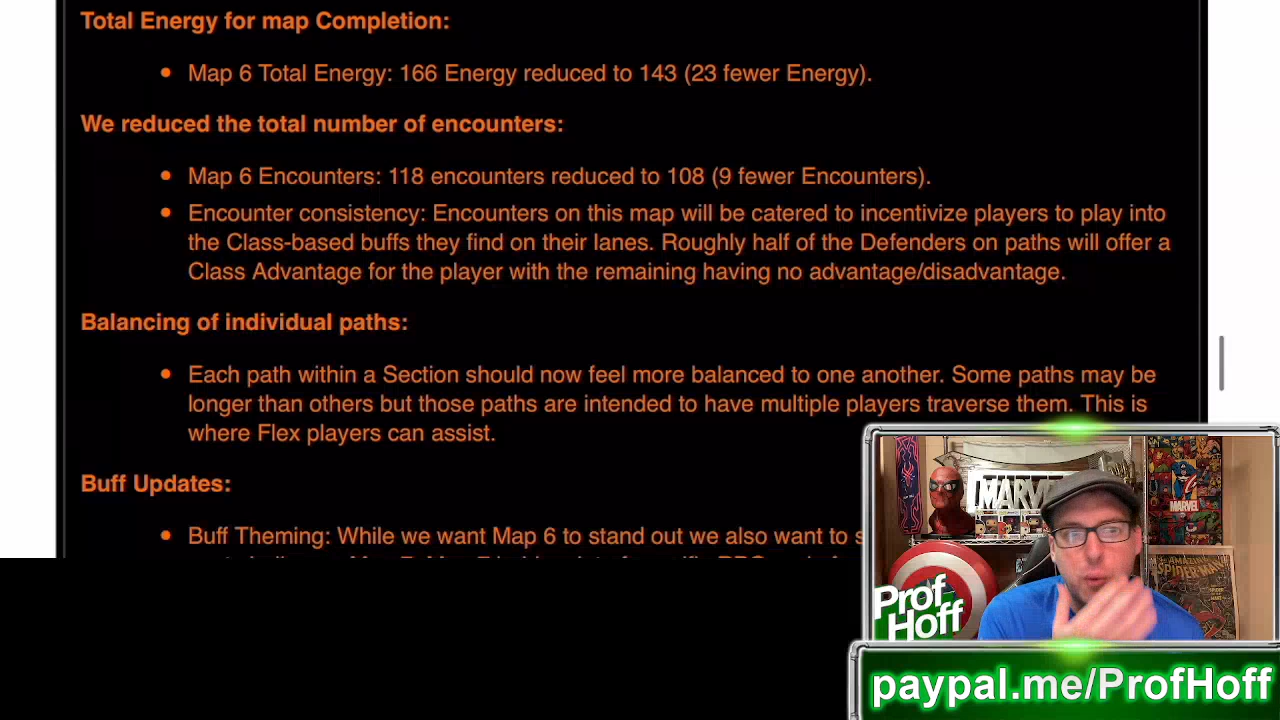 Total Energy for map Completion:
Map 6 Total Energy: 166 Energy reduced to 143 (23 fewer Energy).
We reduced the total number of encounters:
Map 6 Encounters: 118 encounters reduced to 108 (9 fewer Encounters).
Encounter consistency: Encounters on this map will be catered to incentivize players to play into
the Class-based buffs they find on their lanes. Roughly half of the Defenders on paths will offer a
Class Advantage for the player with the remaining having no advantage/disadvantage.
Balancing of individual paths:
Each path within a Section should now feel more balanced to one another. Some paths may be
longer than others but those paths are intended to have multiple players traverse them. This is
where Flex players can assist.
Buff Updates:
Buff Theming: While we want Map 6 to stand out we also want to
MARVEL
AMAZING
SPIDER-MAN
Prof
Hoff
paypal.me/ProfHoff